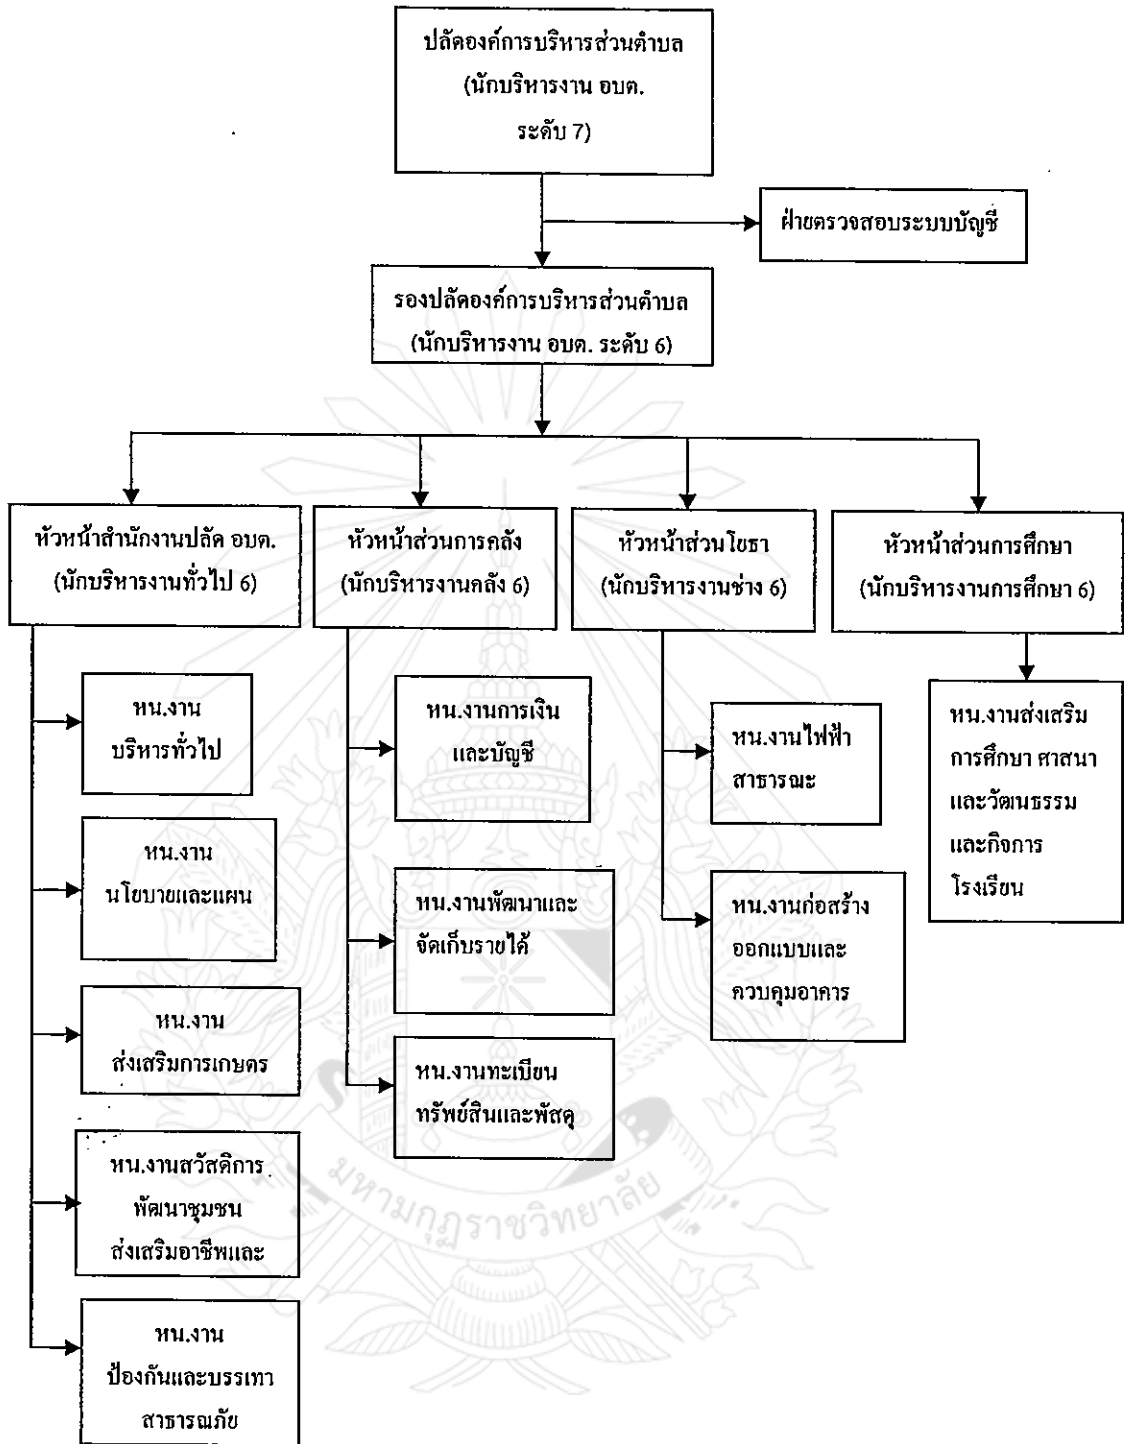 ปลัดองค์การบริหารส่วนตำบล
(นักบริหารงาน อบต.
ระดับ 7)
ฝ่ายตรวจสอบระบบบัญชี
รองปลัดองค์การบริหารส่วนตำบล
(นักบริหารงาน อบต. ระดับ 6)
หัวหน้าสำนักงานปลัด อบต.
(นักบริหารงานทั่วไป 6)
หัวหน้าส่วนการคลัง
(นักบริหารงานคลัง 6)
หัวหน้าส่วนโยธา
(นักบริหารงานช่าง 6)
หัวหน้าส่วนการศึกษา
(นักบริหารงานการศึกษา 6)
หน.งาน
บริหารทั่วไป
หน.งาน
นโยบายและแผน
หน.งาน
ส่งเสริมการเกษตร
หน.งานสวัสดิการ
พัฒนาชุมชน
ส่งเสริมอาชีพและ
หน.งาน
ป้องกันและบรรเทา
สาธารณภัย
หน.งานการเงิน
และบัญชี
หน.งานพัฒนาและ
จัดเก็บรายได้
หน.งานทะเบียน
ทรัพย์สินและพัสดุ
หน.งานไฟฟ้า
สาธารณะ
หน.งานก่อสร้าง
ออกแบบและ
ควบคุมอาคาร
หน.งานส่งเสริม
การศึกษา ศาสนา
และวัฒนธรรม
และกิจการ
โรงเรียน
มหามกุฏราชวิทยาลัย